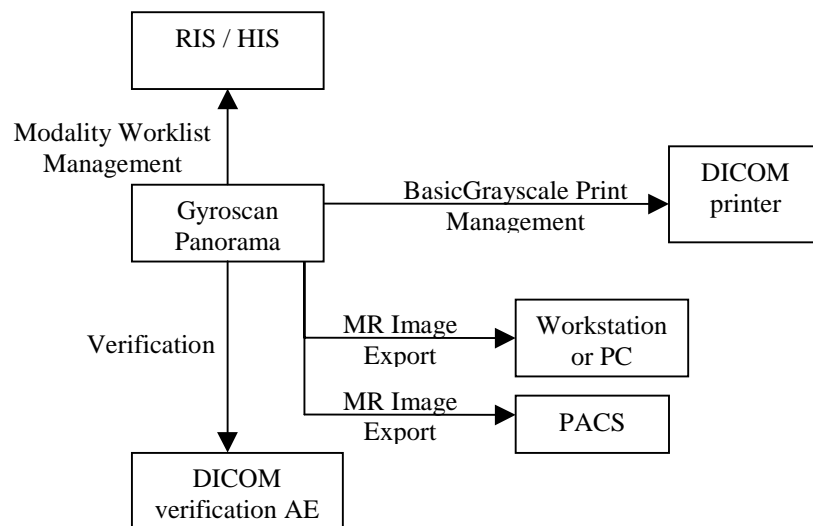 RIS / HIS
Modality Worklist
Management
BasicGrayscale Print
Management
DICOM
printer
Gyroscan
Panorama
Verification
MR Image
Export
Workstation
or PC
MR Image
Export
PACS
DICOM
verification AE